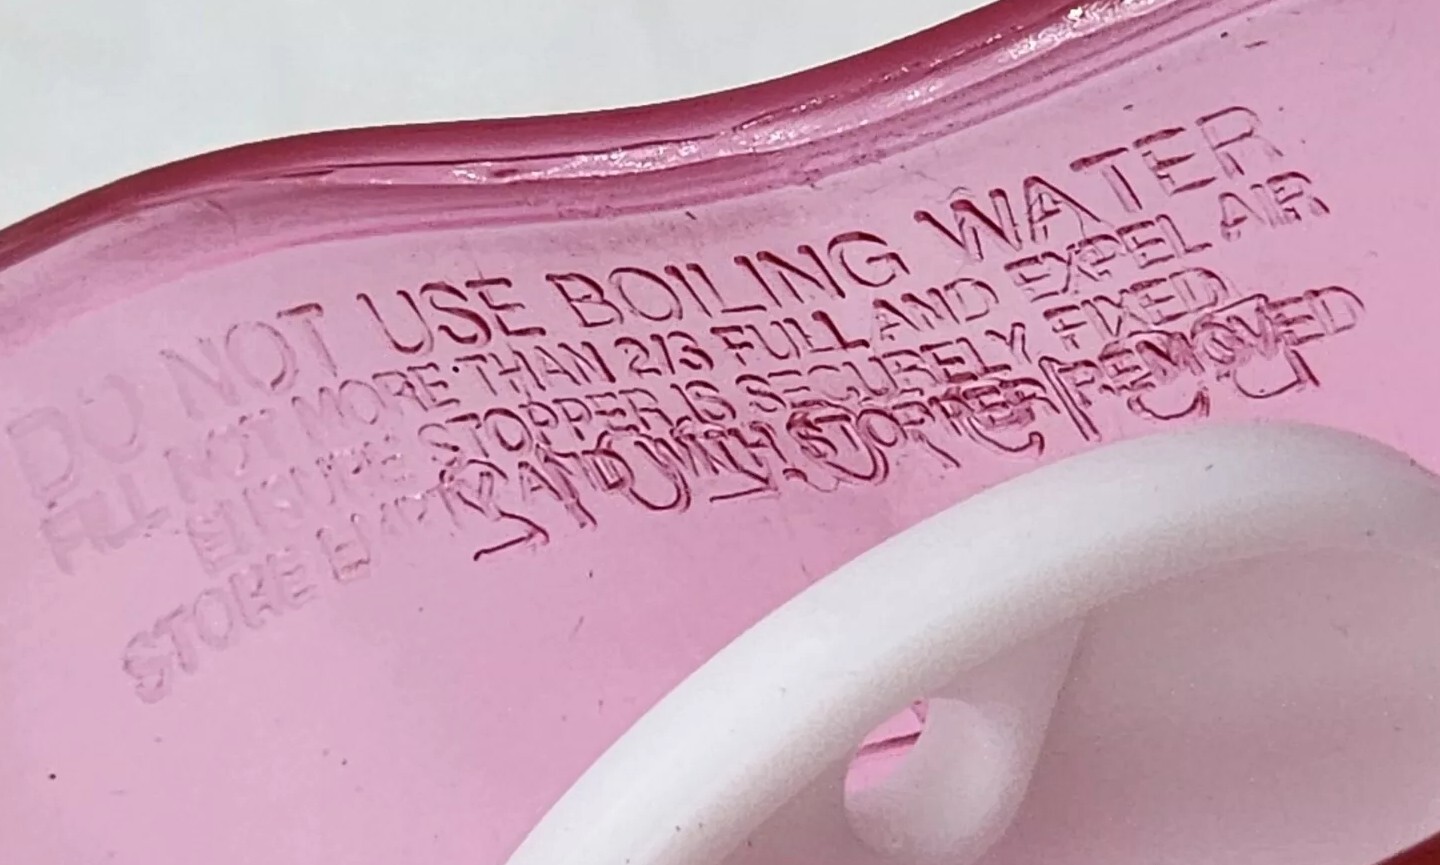 DO NOT USE BOILING WATER
FILL NOT MORE THAN 2/3 FULL AND EXPEL AIR
ENSURE STOPPER IS SECURELY FIXED
STORE EMPTY AND WITH STOPPER REMOVED